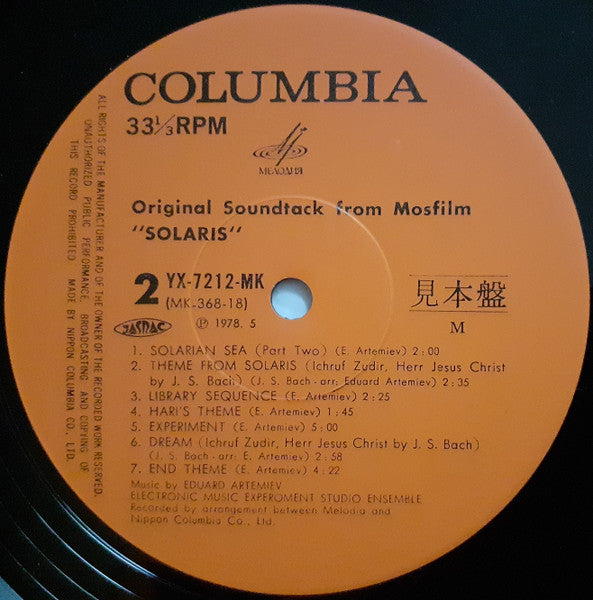 COLUMBIA
33⅓RPM
МЕЛОДИЯ
Original Soundtack from Mosfilm
"SOLARIS"
2 YX-7212-MK
(MK-368-18)
見本盤
JASRAC
Ⓟ 1978. 5
M
1. SOLARIAN SEA (Part Two) (E. Artemiev) 2:00
2. THEME FROM SOLARIS (Ichruf Zudir, Herr Jesus Christ
by J. S. Bach) (J. S. Bach-arr: Eduard Artemiev) 2:35
3. LIBRARY SEQUENCE (E. Artemiev) 2:25
4. HARI'S THEME (E. Artemiev) 1:45
5. EXPERIMENT (E. Artemiev) 5:00
6. DREAM (Ichruf Zudir, Herr Jesus Christ by J. S. Bach)
(J. S. Bach-arr: E. Artemiev) 2:58
7. END THEME (E. Artemiev) 4:22
Music by EDUARD ARTEMIEV
ELECTRONIC MUSIC EXPEROMENT STUDIO ENSEMBLE
Recorded by arrangement between Melodia and
Nippon Columbia Co., Ltd.
ALL RIGHTS OF THE MANUFACTURER AND OF THE OWNER OF THE RECORDED WORK RESERVED.
UNAUTHORIZED PUBLIC PERFORMANCE, BROADCASTING AND COPYING OF
THIS RECORD PROHIBITED MADE BY NIPPON COLUMBIA CO., LTD.